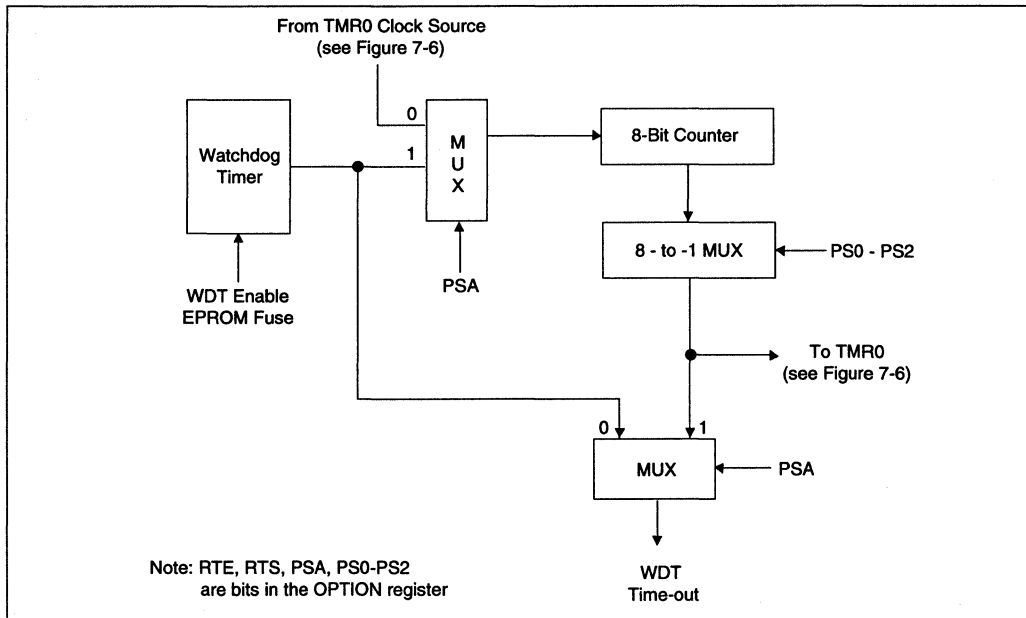 From TMR0 Clock Source
(see Figure 7-6)
0
1
M
U
X
Watchdog
Timer
8-Bit Counter
8 - to -1 MUX
PS0 - PS2
PSA
WDT Enable
EPROM Fuse
To TMR0
(see Figure 7-6)
0
1
MUX
PSA
Note: RTE, RTS, PSA, PS0-PS2
are bits in the OPTION register
WDT
Time-out